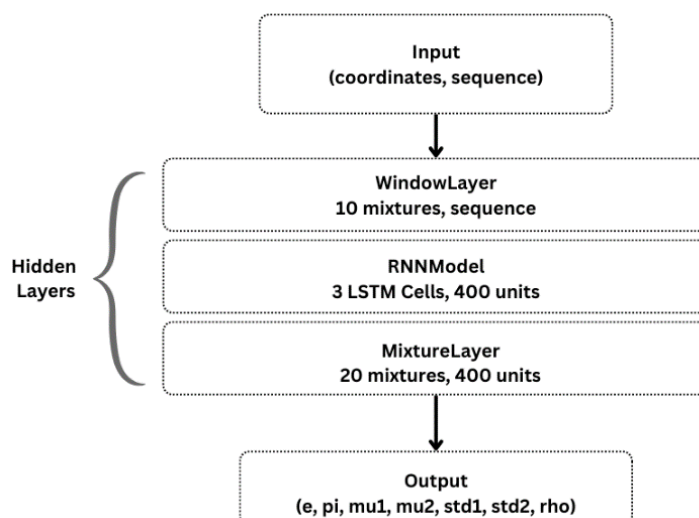 Input
(coordinates, sequence)
WindowLayer
10 mixtures, sequence
Hidden
Layers
RNNModel
3 LSTM Cells, 400 units
MixtureLayer
20 mixtures, 400 units
Output
(e, pi, mu1, mu2, std1, std2, rho)